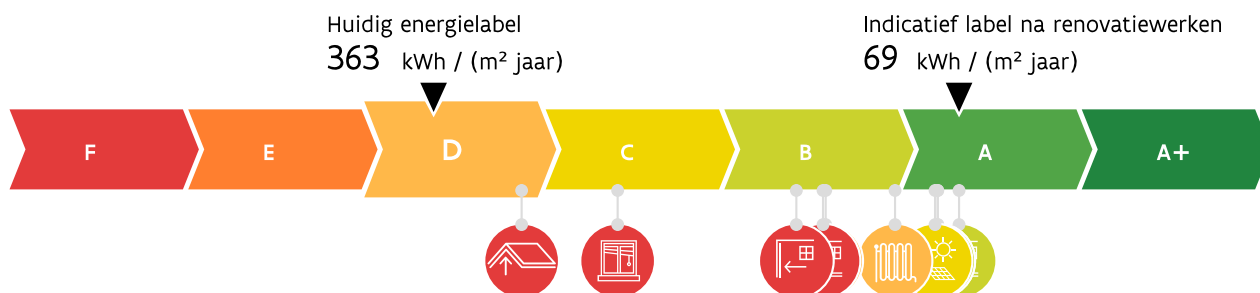 Huidig energielabel
363 kWh / (m² jaar)
Indicatief label na renovatiewerken
69 kWh / (m² jaar)
F E D C B A A+